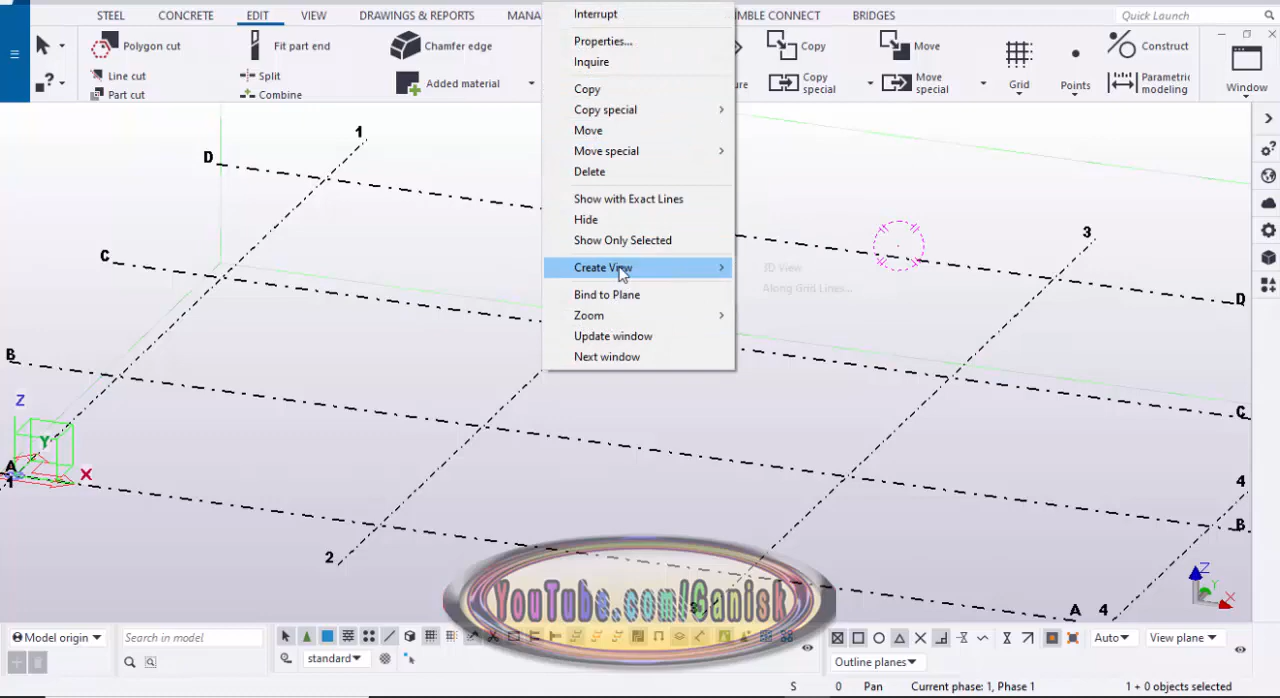 STEEL
CONCRETE
EDIT
VIEW
DRAWINGS & REPORTS
MANA
MBLE CONNECT
BRIDGES
Quick Launch
Polygon cut
Fit part end
Chamfer edge
Copy
Move
Construct
Line cut
Split
Added material
Copy special
Move special
Grid
Points
Parametric modeling
Window
Part cut
Combine
ure
Interrupt
Properties...
Inquire
Copy
Copy special
Move
Move special
Delete
Show with Exact Lines
Hide
Show Only Selected
Create View
3D View
Along Grid Lines...
Bind to Plane
Zoom
Update window
Next window
1
D
C
B
A
1
Z
Y
X
2
3
D
C
4
B
A
4
3
Z
Y
X
YouTube.com/Ganisk
Model origin
Search in model
standard
Auto
View plane
Outline planes
S
0
Pan
Current phase: 1, Phase 1
1 + 0 objects selected